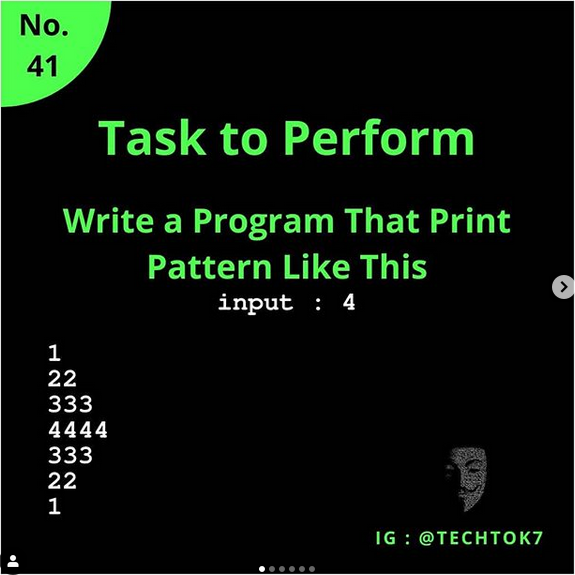 No.
41
Task to Perform
Write a Program That Print
Pattern Like This
input : 4
1
22
333
4444
333
22
1
IG : @TECHTOK7